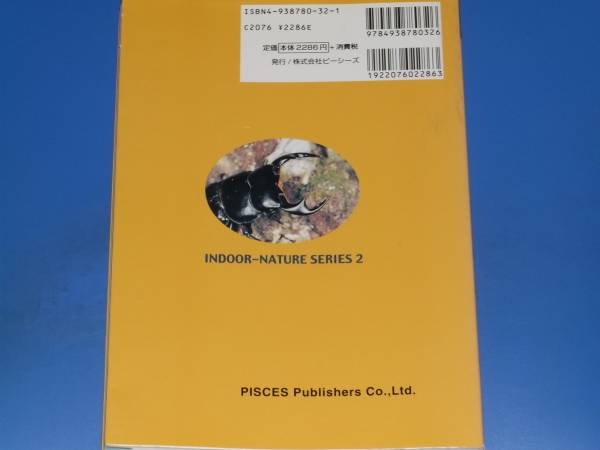 ISBN4-938780-32-1
C2076 ¥2286E
定価 本体2286円 +消費税
発行/株式会社ピーシーズ
9784938780326
1922076022863
INDOOR-NATURE SERIES 2
PISCES Publishers Co.,Ltd.